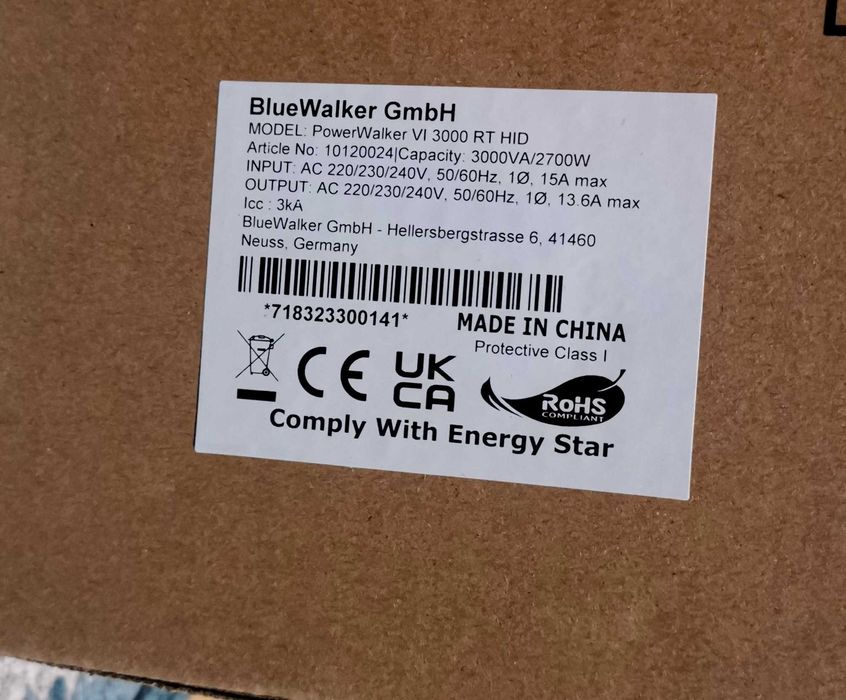 BlueWalker GmbH
MODEL: PowerWalker VI 3000 RT HID
Article No: 10120024|Capacity: 3000VA/2700W
INPUT: AC 220/230/240V, 50/60Hz, 1Ø, 15A max
OUTPUT: AC 220/230/240V, 50/60Hz, 1Ø, 13.6A max
Icc : 3kA
BlueWalker GmbH - Hellersbergstrasse 6, 41460
Neuss, Germany
*718323300141*
MADE IN CHINA
Protective Class I
CE
UK
CA
RoHS
COMPLIANT
Comply With Energy Star